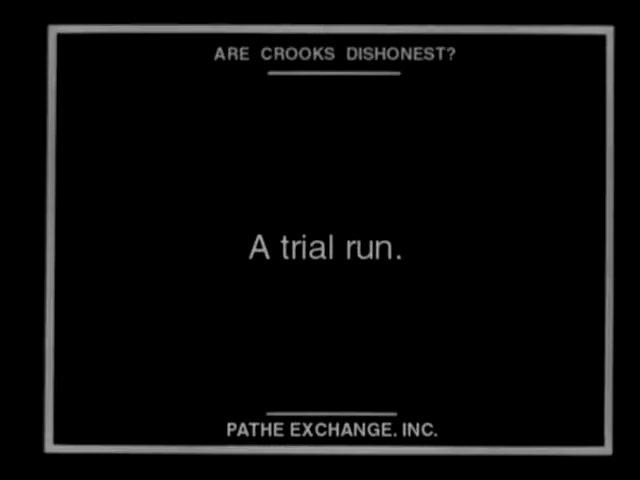 ARE CROOKS DISHONEST?
A trial run.
PATHE EXCHANGE. INC.